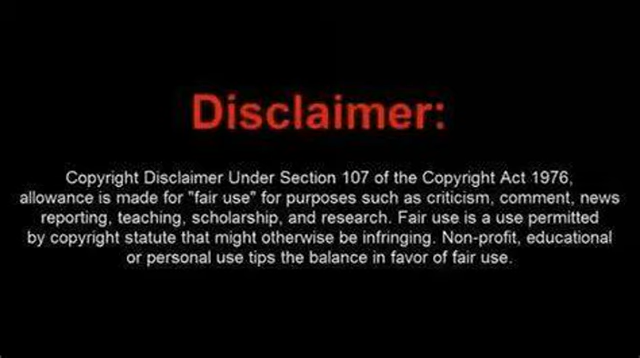 Disclaimer:
Copyright Disclaimer Under Section 107 of the Copyright Act 1976,
allowance is made for "fair use" for purposes such as criticism, comment, news
reporting, teaching, scholarship, and research. Fair use is a use permitted
by copyright statute that might otherwise be infringing. Non-profit, educational
or personal use tips the balance in favor of fair use.